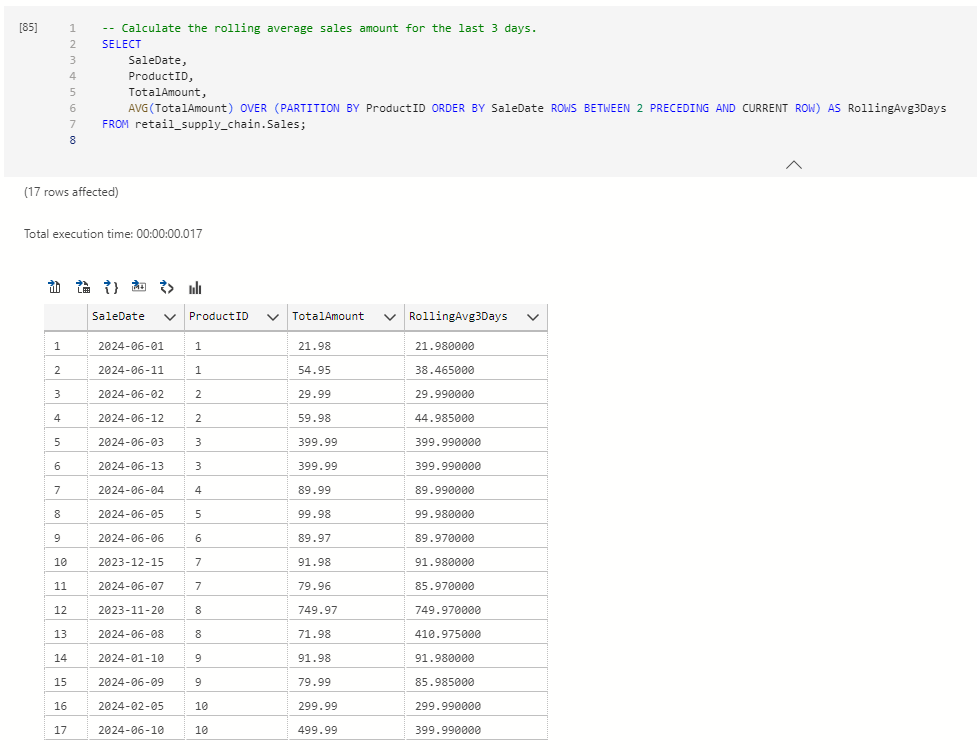 [85]
1 -- Calculate the rolling average sales amount for the last 3 days.
2 SELECT
3 SaleDate,
4 ProductID,
5 TotalAmount,
6 AVG(TotalAmount) OVER (PARTITION BY ProductID ORDER BY SaleDate ROWS BETWEEN 2 PRECEDING AND CURRENT ROW) AS RollingAvg3Days
7 FROM retail_supply_chain.Sales;
8
(17 rows affected)
Total execution time: 00:00:00.017
SaleDate ProductID TotalAmount RollingAvg3Days
1 2024-06-01 1 21.98 21.980000
2 2024-06-11 1 54.95 38.465000
3 2024-06-02 2 29.99 29.990000
4 2024-06-12 2 59.98 44.985000
5 2024-06-03 3 399.99 399.990000
6 2024-06-13 3 399.99 399.990000
7 2024-06-04 4 89.99 89.990000
8 2024-06-05 5 99.98 99.980000
9 2024-06-06 6 89.97 89.970000
10 2023-12-15 7 91.98 91.980000
11 2024-06-07 7 79.96 85.970000
12 2023-11-20 8 749.97 749.970000
13 2024-06-08 8 71.98 410.975000
14 2024-01-10 9 91.98 91.980000
15 2024-06-09 9 79.99 85.985000
16 2024-02-05 10 299.99 299.990000
17 2024-06-10 10 499.99 399.990000